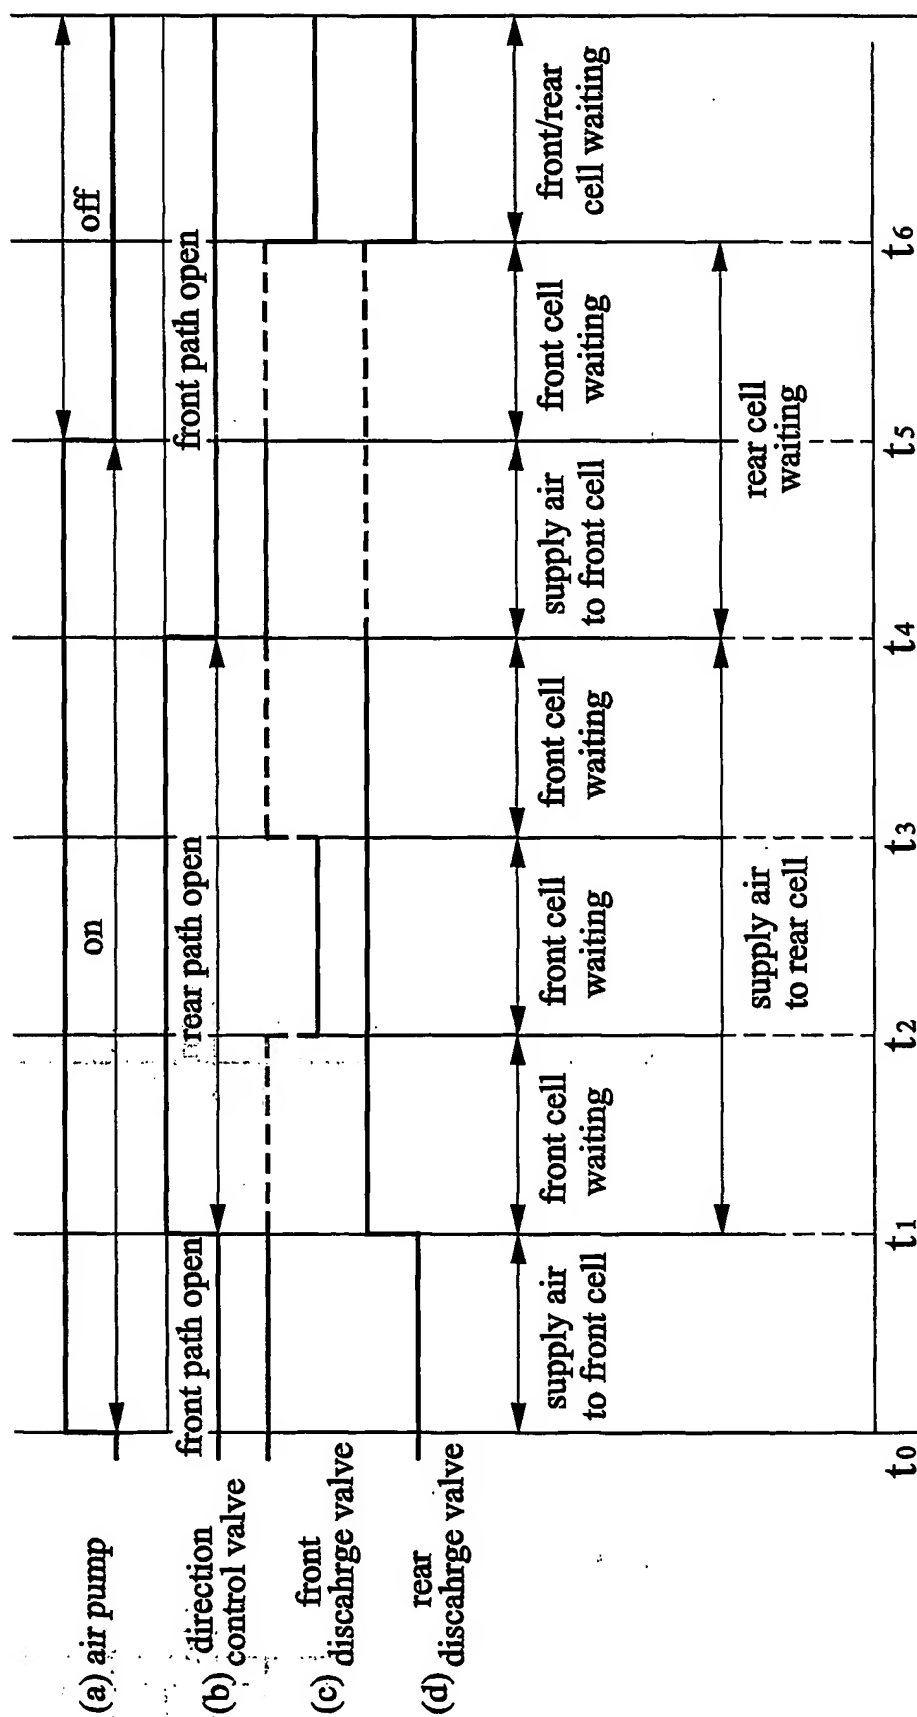 (a) air pump
on
off
(b) direction
control valve
front path open
rear path open
front path open
(c) front
discahrge valve
(d) rear
discahrge valve
supply air
to front cell
front cell
waiting
front cell
waiting
front cell
waiting
supply air
to front cell
front cell
waiting
front/rear
cell waiting
supply air
to rear cell
rear cell
waiting
t0
t1
t2
t3
t4
t5
t6